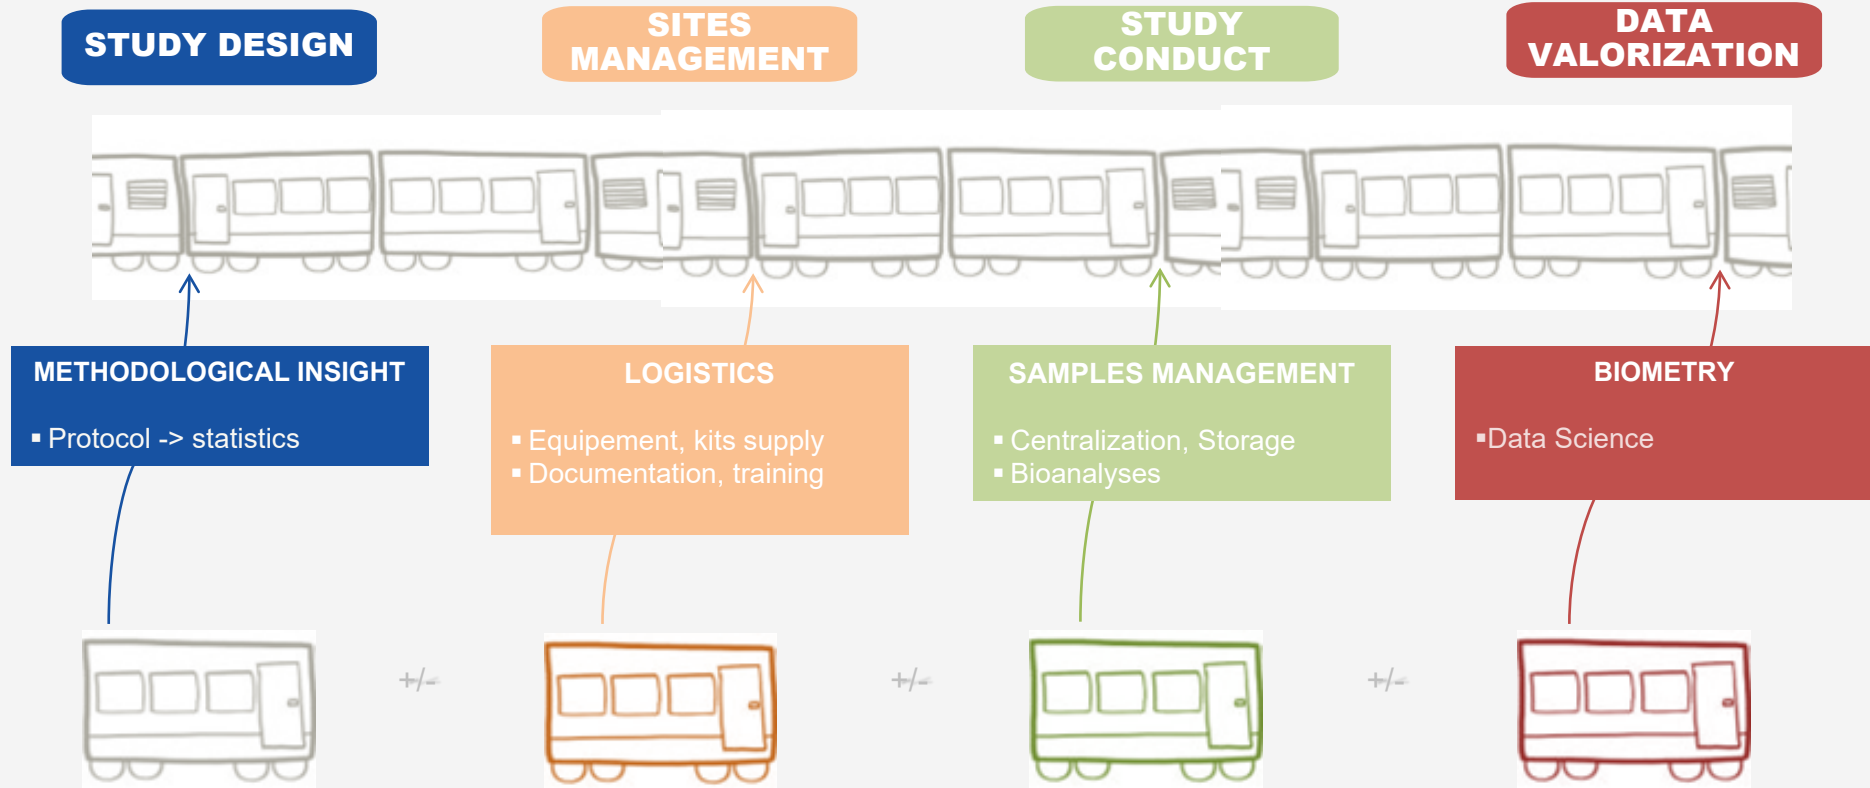 STUDY DESIGN
SITES
MANAGEMENT
STUDY
CONDUCT
DATA
VALORIZATION
METHODOLOGICAL INSIGHT
▪ Protocol -> statistics
LOGISTICS
▪ Equipement, kits supply
▪ Documentation, training
SAMPLES MANAGEMENT
▪ Centralization, Storage
▪ Bioanalyses
BIOMETRY
▪Data Science
+/-
+/-
+/-